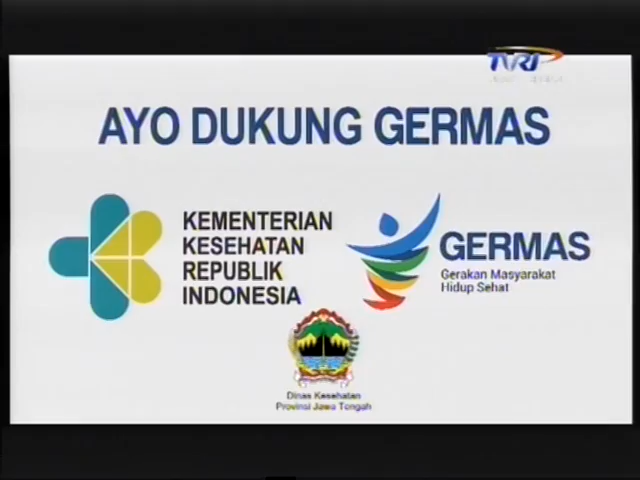 TVRI
AYO DUKUNG GERMAS
KEMENTERIAN
KESEHATAN
REPUBLIK
INDONESIA
GERMAS
Gerakan Masyarakat
Hidup Sehat
Dinas Kesehatan
Provinsi Jawa Tengah